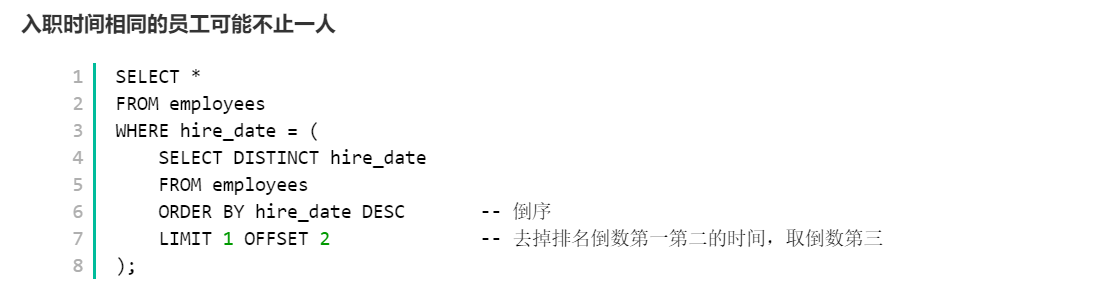 入职时间相同的员工可能不止一人
1 SELECT *
2 FROM employees
3 WHERE hire_date = (
4     SELECT DISTINCT hire_date
5     FROM employees
6     ORDER BY hire_date DESC       -- 倒序
7     LIMIT 1 OFFSET 2              -- 去掉排名倒数第一第二的时间，取倒数第三
8 );